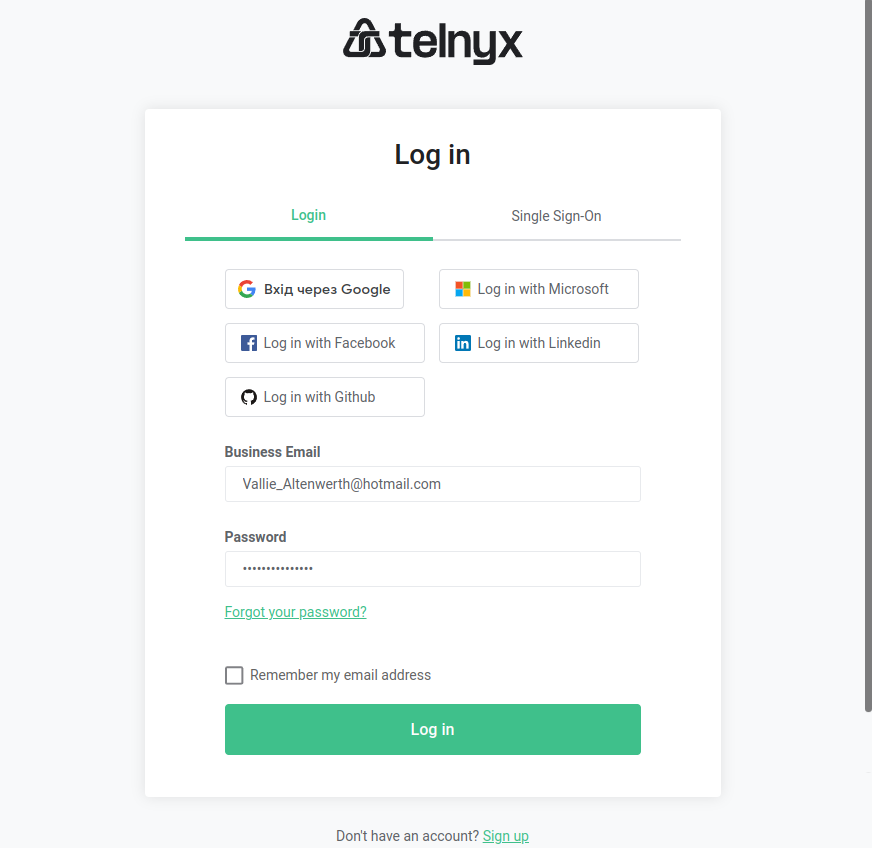 telnyx
Log in
Login
Single Sign-On
Вхід через Google
Log in with Microsoft
Log in with Facebook
Log in with Linkedin
Log in with Github
Business Email
Vallie_Altenwerth@hotmail.com
Password
•••••••••••••••
Forgot your password?
Remember my email address
Log in
Don't have an account? Sign up